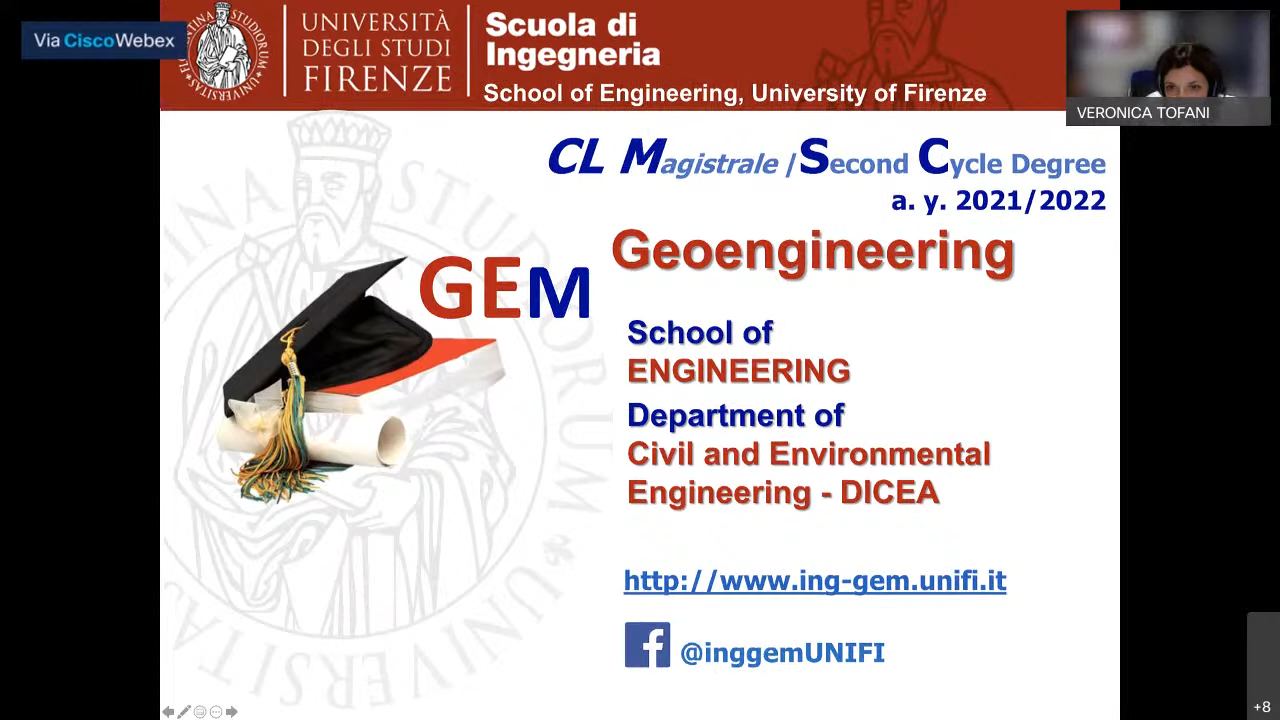 Via CiscoWebex
UNIVERSITÀ
DEGLI STUDI
FIRENZE
Scuola di
Ingegneria
School of Engineering, University of Firenze
VERONICA TOFANI
CL Magistrale /Second Cycle Degree
a. y. 2021/2022
GEM
Geoengineering
School of
ENGINEERING
Department of
Civil and Environmental
Engineering - DICEA
http://www.ing-gem.unifi.it
@inggemUNIFI
+8